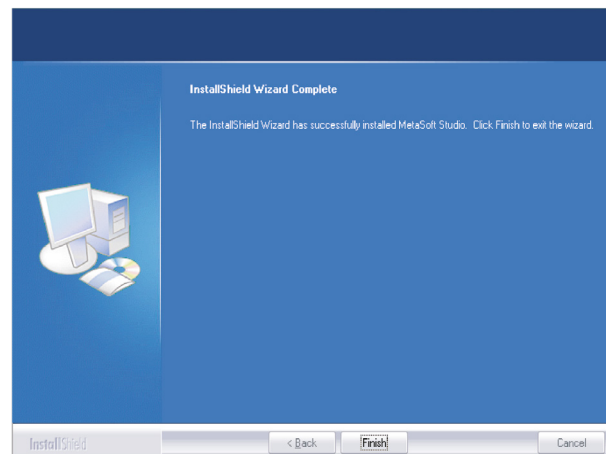 InstallShield Wizard Complete
The InstallShield Wizard has successfully installed MetaSoft Studio. Click Finish to exit the wizard.
InstallShield
< Back
Finish
Cancel